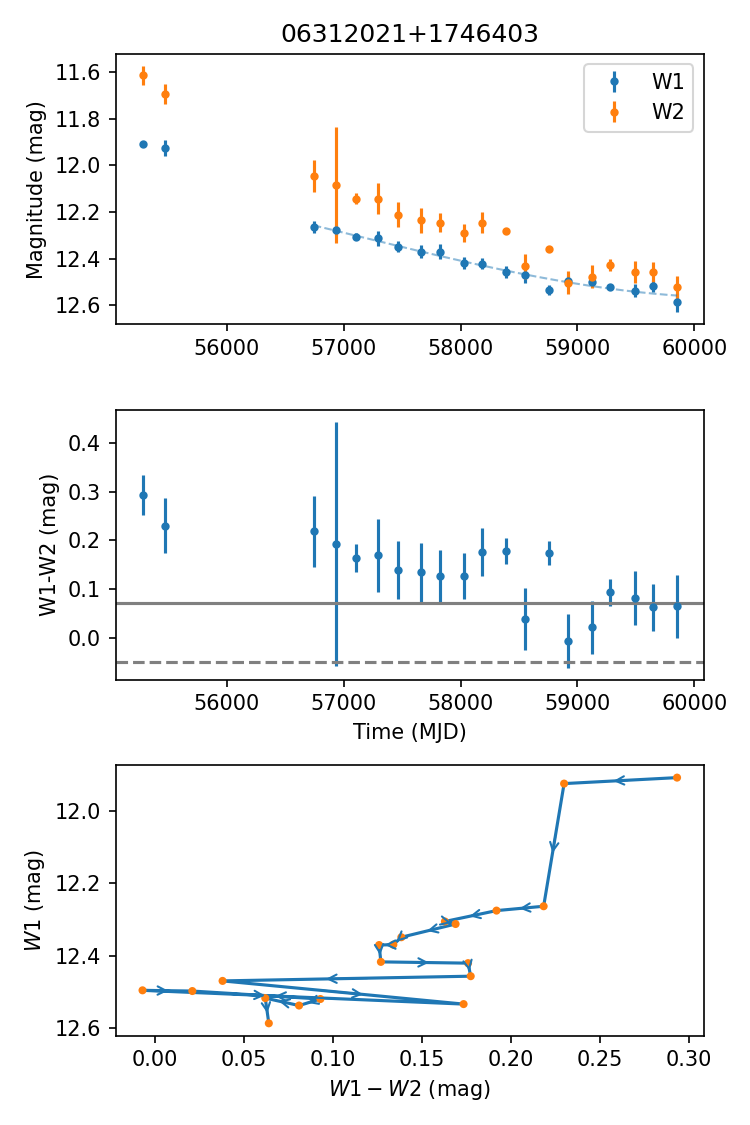 06312021+1746403
Magnitude (mag)
11.6
11.8
12.0
12.2
12.4
12.6
W1
W2
56000 57000 58000 59000 60000
W1-W2 (mag)
0.4
0.3
0.2
0.1
0.0
56000 57000 58000 59000 60000
Time (MJD)
W1 (mag)
12.0
12.2
12.4
12.6
0.00 0.05 0.10 0.15 0.20 0.25 0.30
W1 − W2 (mag)